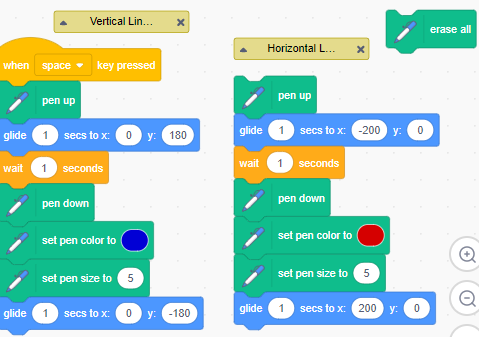 Vertical Lin...
when space key pressed
pen up
glide 1 secs to x: 0 y: 180
wait 1 seconds
pen down
set pen color to
set pen size to 5
glide 1 secs to x: 0 y: -180
Horizontal L...
pen up
glide 1 secs to x: -200 y: 0
wait 1 seconds
pen down
set pen color to
set pen size to 5
glide 1 secs to x: 200 y: 0
erase all